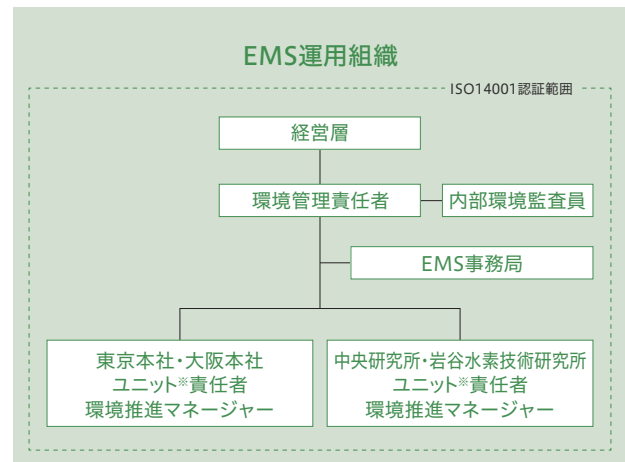 EMS運用組織
ISO14001認証範囲
経営層
環境管理責任者
内部環境監査員
EMS事務局
東京本社・大阪本社
ユニット※責任者
環境推進マネージャー
中央研究所・岩谷水素技術研究所
ユニット※責任者
環境推進マネージャー